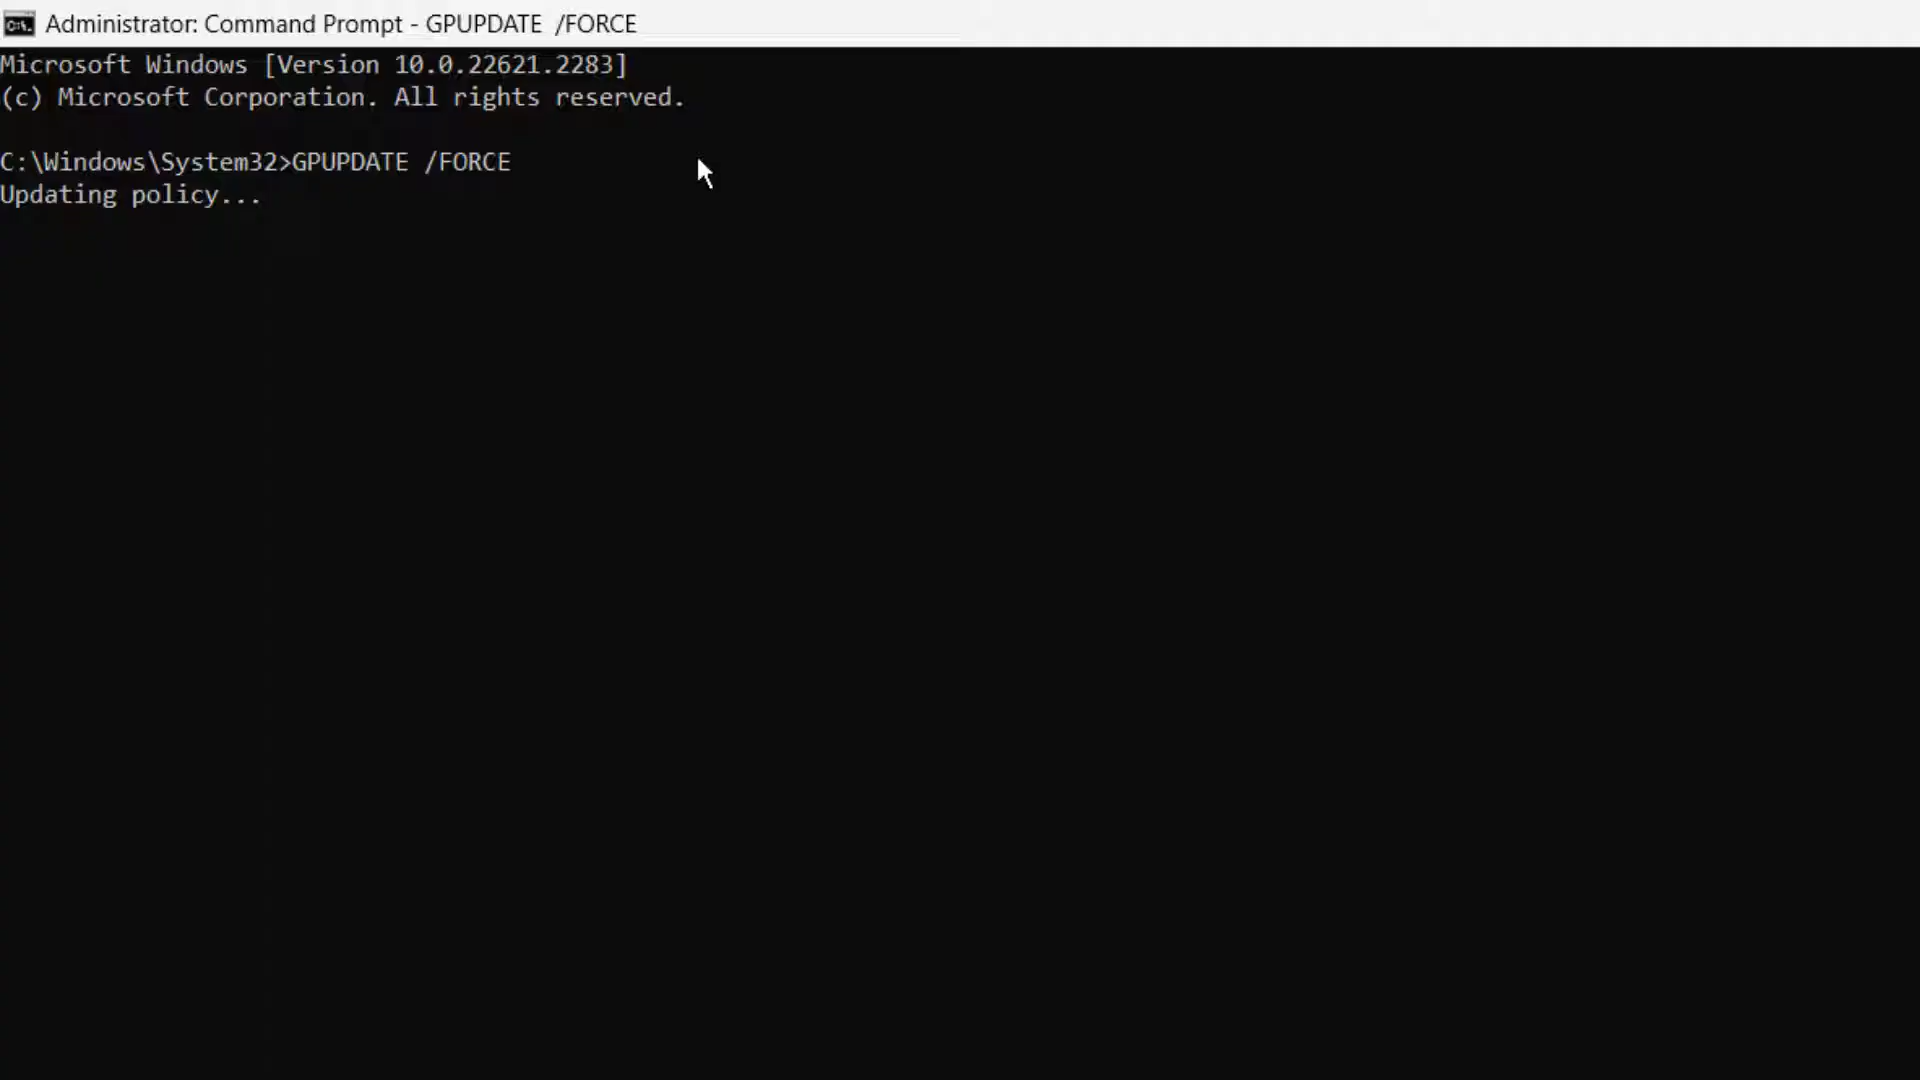 Administrator: Command Prompt - GPUPDATE  /FORCE
Microsoft Windows [Version 10.0.22621.2283]
(c) Microsoft Corporation. All rights reserved.
C:\Windows\System32>GPUPDATE /FORCE
Updating policy...